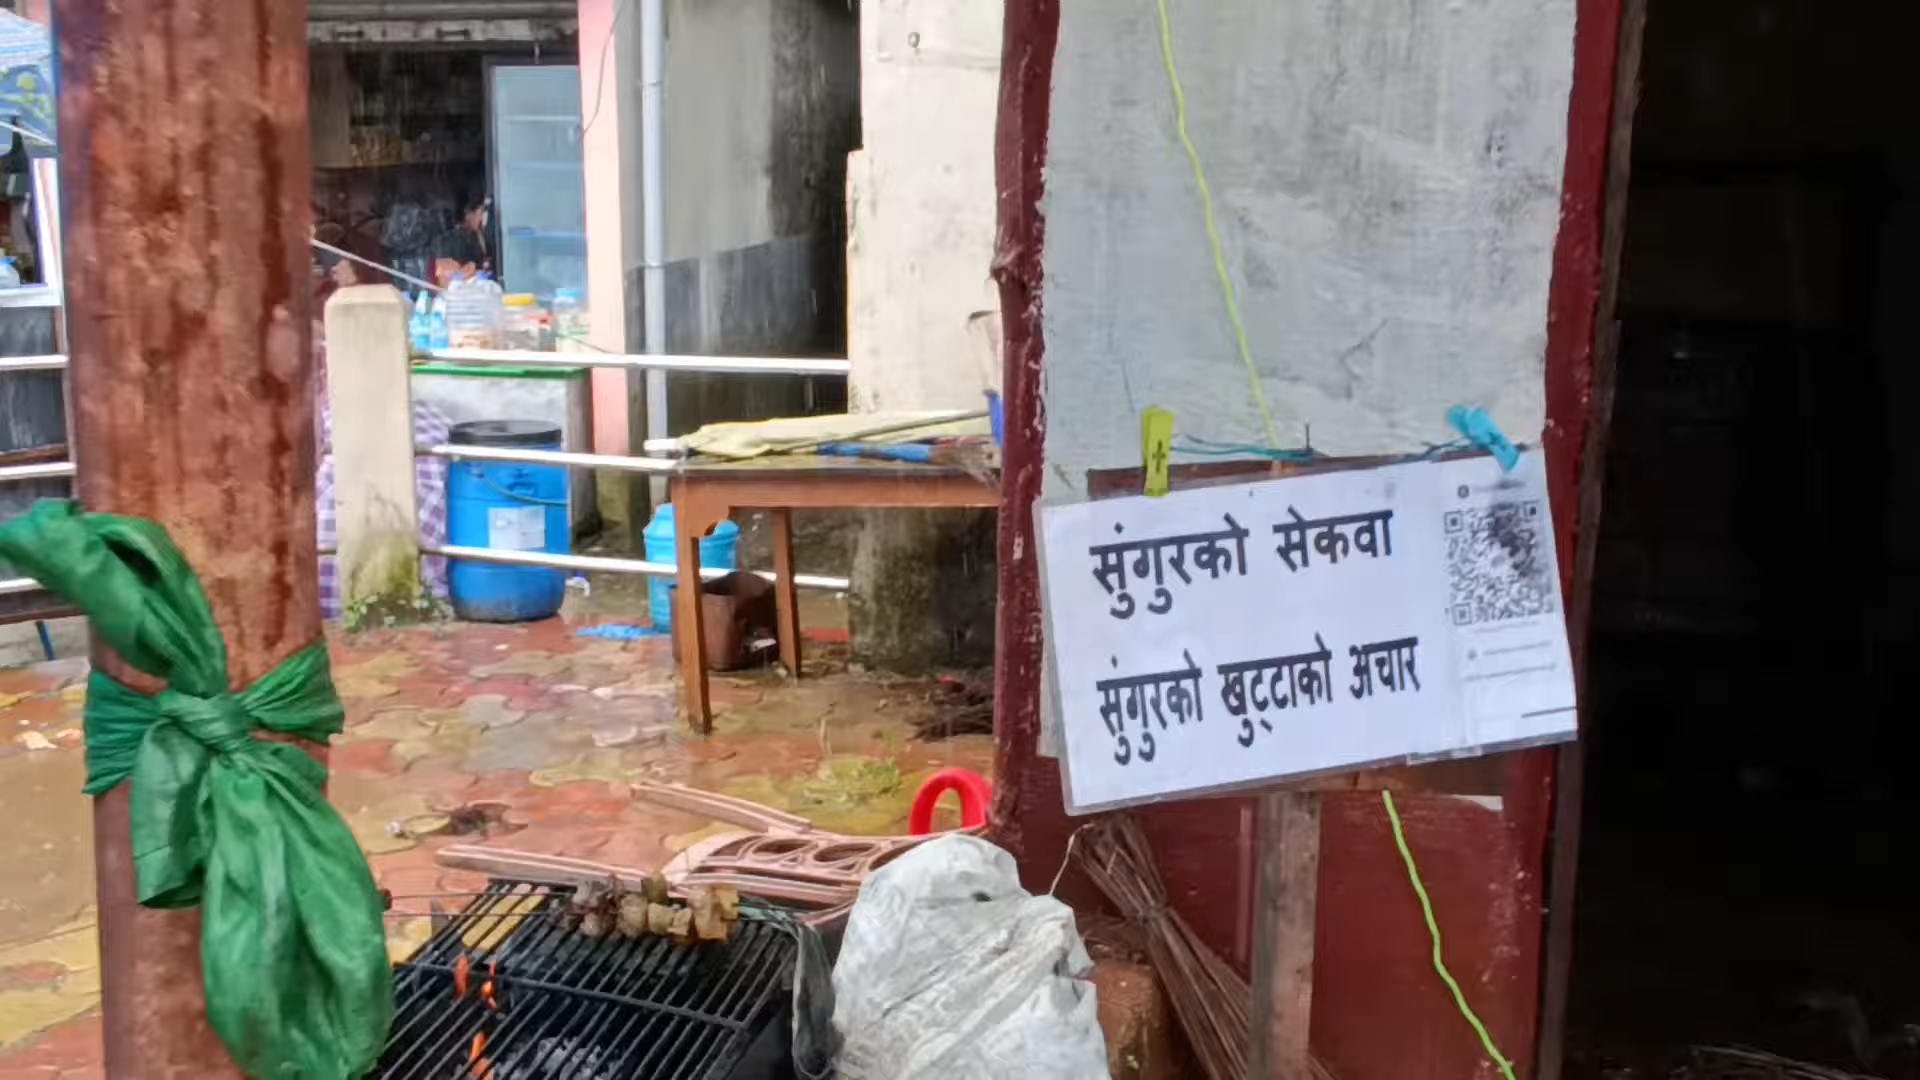 सुंगुरको सेकवा
सुंगुरको खुट्टाको अचार